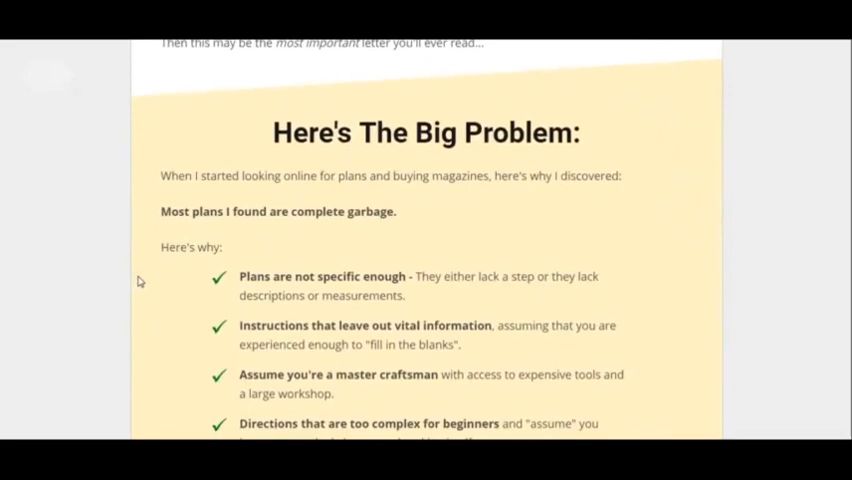 Then this may be the most important letter you'll ever read...
Here's The Big Problem:
When I started looking online for plans and buying magazines, here's why I discovered:
Most plans I found are complete garbage.
Here's why:
Plans are not specific enough - They either lack a step or they lack
descriptions or measurements.
Instructions that leave out vital information, assuming that you are
experienced enough to "fill in the blanks".
Assume you're a master craftsman with access to expensive tools and
a large workshop.
Directions that are too complex for beginners and "assume" you